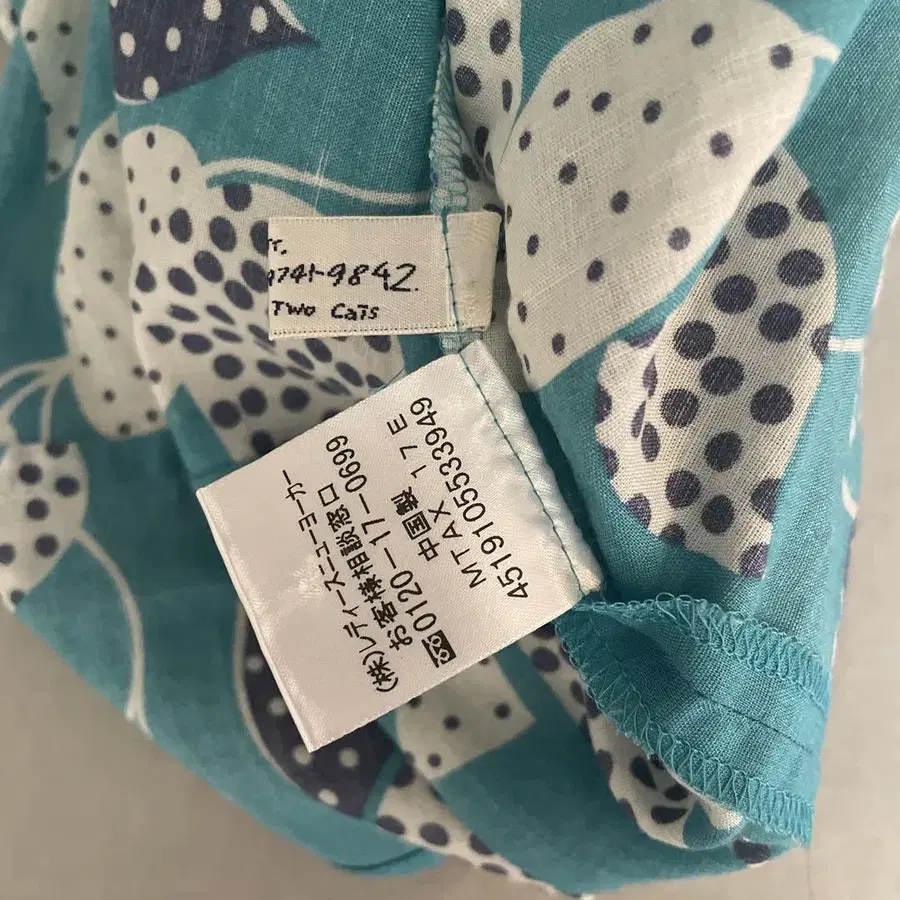 9741-9842.
Two Cats
(株)レディースニューヨーカー
お客様相談窓口
0120-17-0699
中国製 17E
MTAX
4519105533949